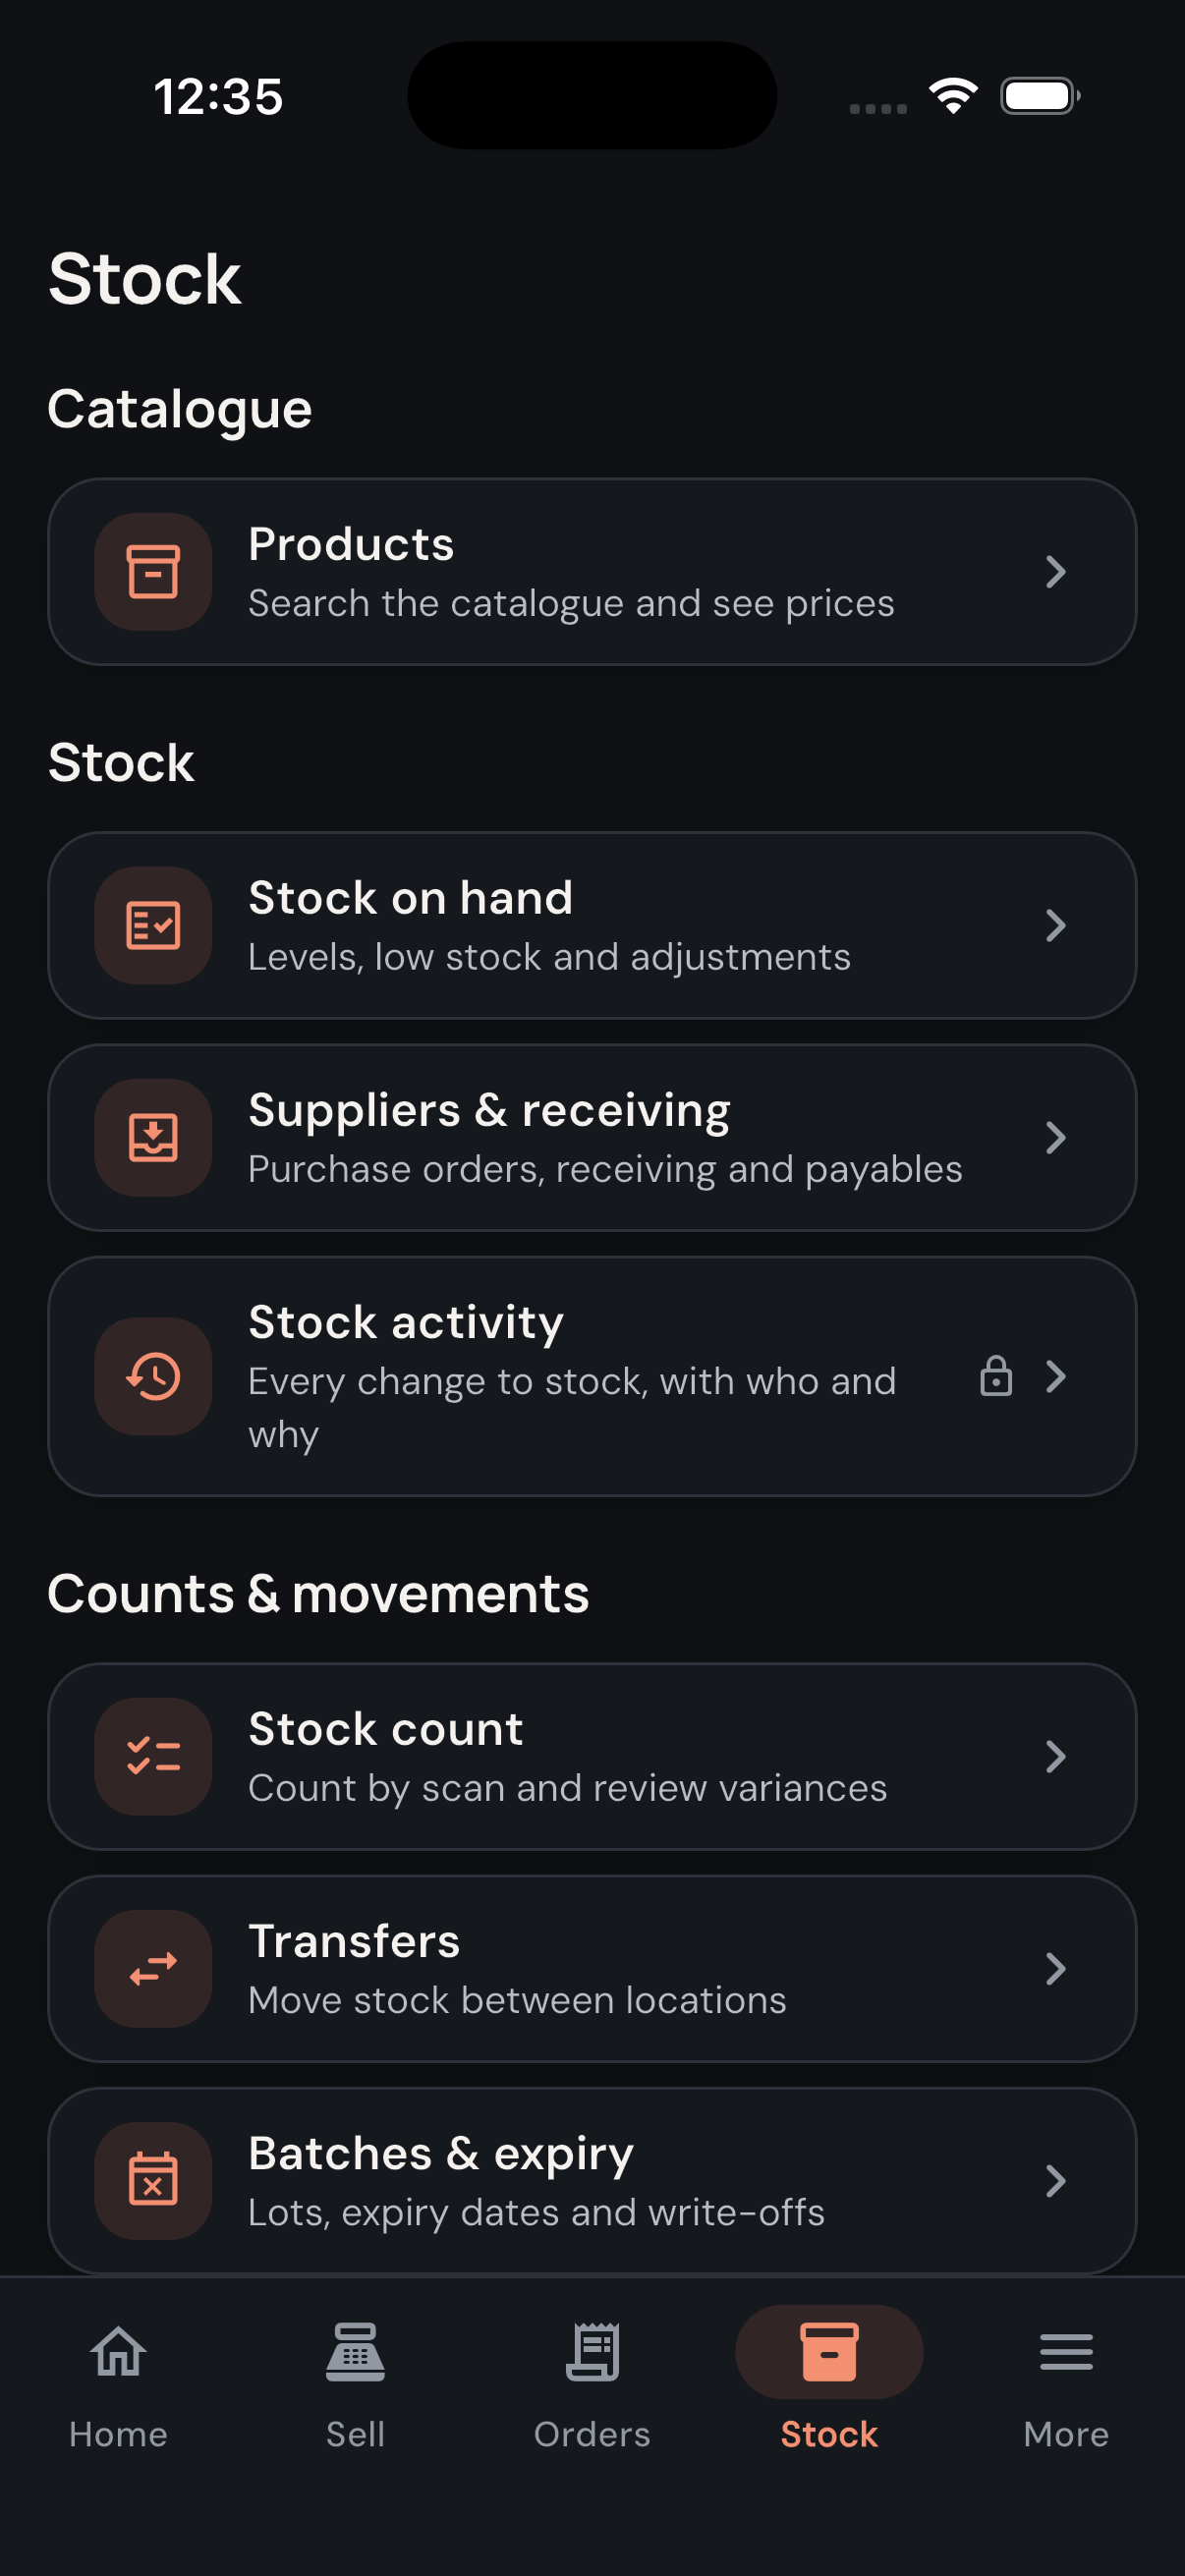 12:35
Stock
Catalogue
Products
Search the catalogue and see prices
Stock
Stock on hand
Levels, low stock and adjustments
Suppliers & receiving
Purchase orders, receiving and payables
Stock activity
Every change to stock, with who and
why
Counts & movements
Stock count
Count by scan and review variances
Transfers
Move stock between locations
Batches & expiry
Lots, expiry dates and write-offs
Home
Sell
Orders
Stock
More